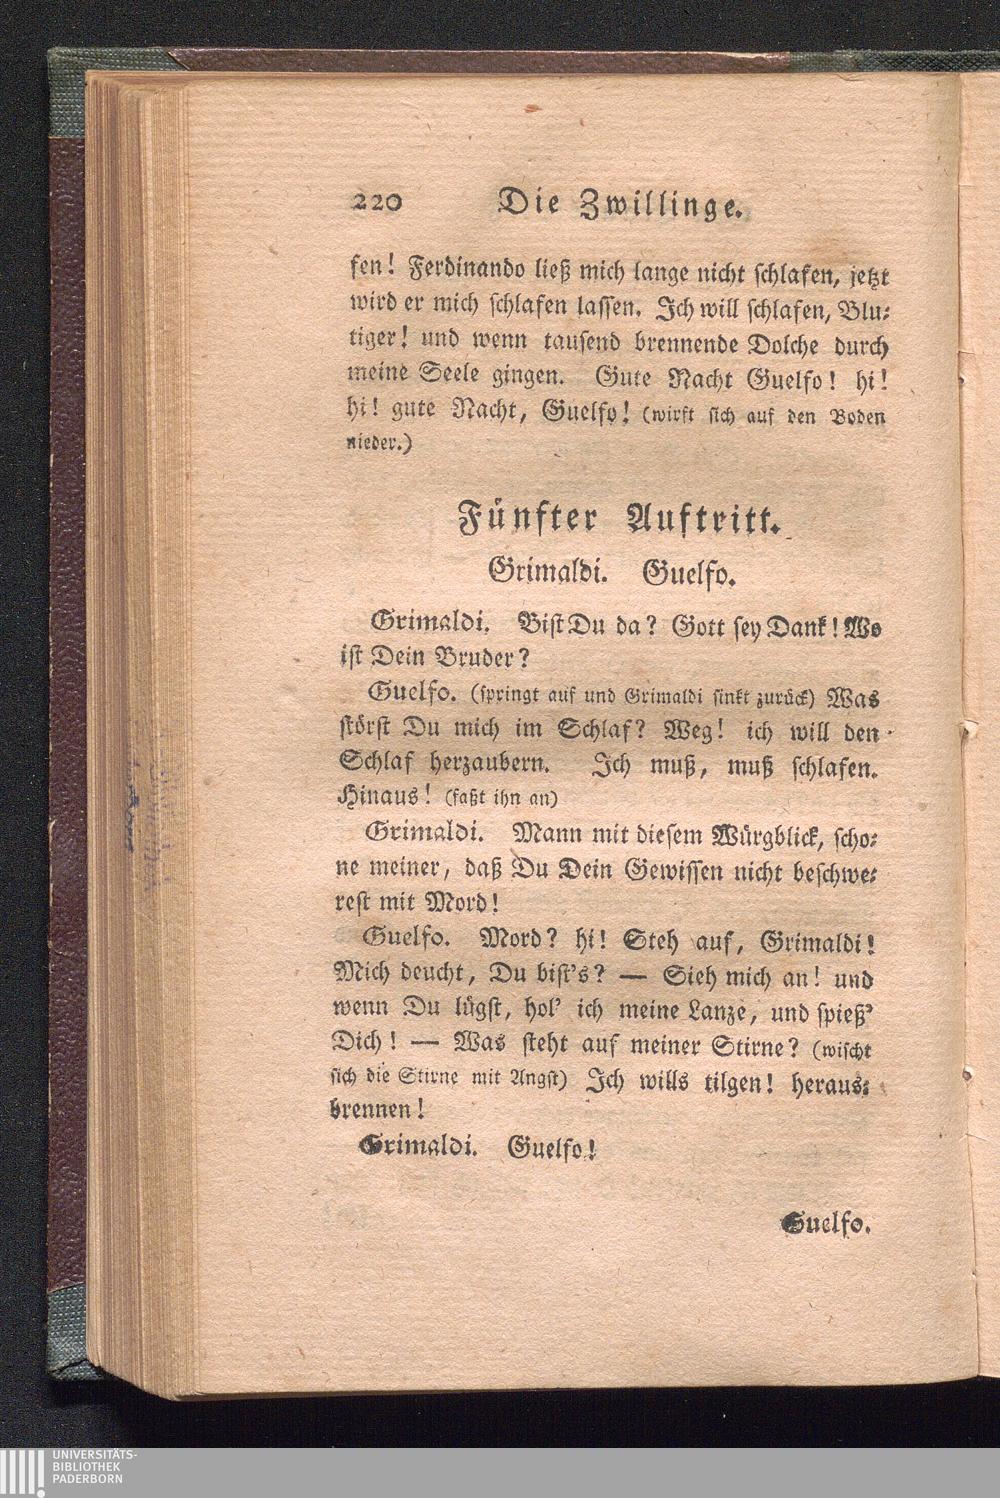 220 Die Zwillinge.
fen! Ferdinando ließ mich lange nicht schlafen, jetzt
wird er mich schlafen lassen. Ich will schlafen, Blu⸗
tiger! und wenn tausend brennende Dolche durch
meine Seele gingen. Gute Nacht Guelfo! hi!
hi! gute Nacht, Guelfo! (wirft sich auf den Boden
nieder.)
Fünfter Auftritt.
Grimaldi. Guelfo.
Grimaldi. Bist Du da? Gott sey Dank! Wo
ist Dein Bruder?
Guelfo. (springt auf und Grimaldi sinkt zurück) Was
störst Du mich im Schlaf? Weg! ich will den
Schlaf herzaubern. Ich muß, muß schlafen.
Hinaus! (faßt ihn an)
Grimaldi. Mann mit diesem Würgblick, scho⸗
ne meiner, daß Du Dein Gewissen nicht beschwe⸗
rest mit Mord!
Guelfo. Mord? hi! Steh auf, Grimaldi!
Mich deucht, Du bist's? — Sieh mich an! und
wenn Du lügst, hol' ich meine Lanze, und spieß'
Dich! — Was steht auf meiner Stirne? (wischt
sich die Stirne mit Angst) Ich wills tilgen! heraus⸗
brennen!
Grimaldi. Guelfo!
Guelfo.
UNIVERSITÄTS-
BIBLIOTHEK
PADERBORN